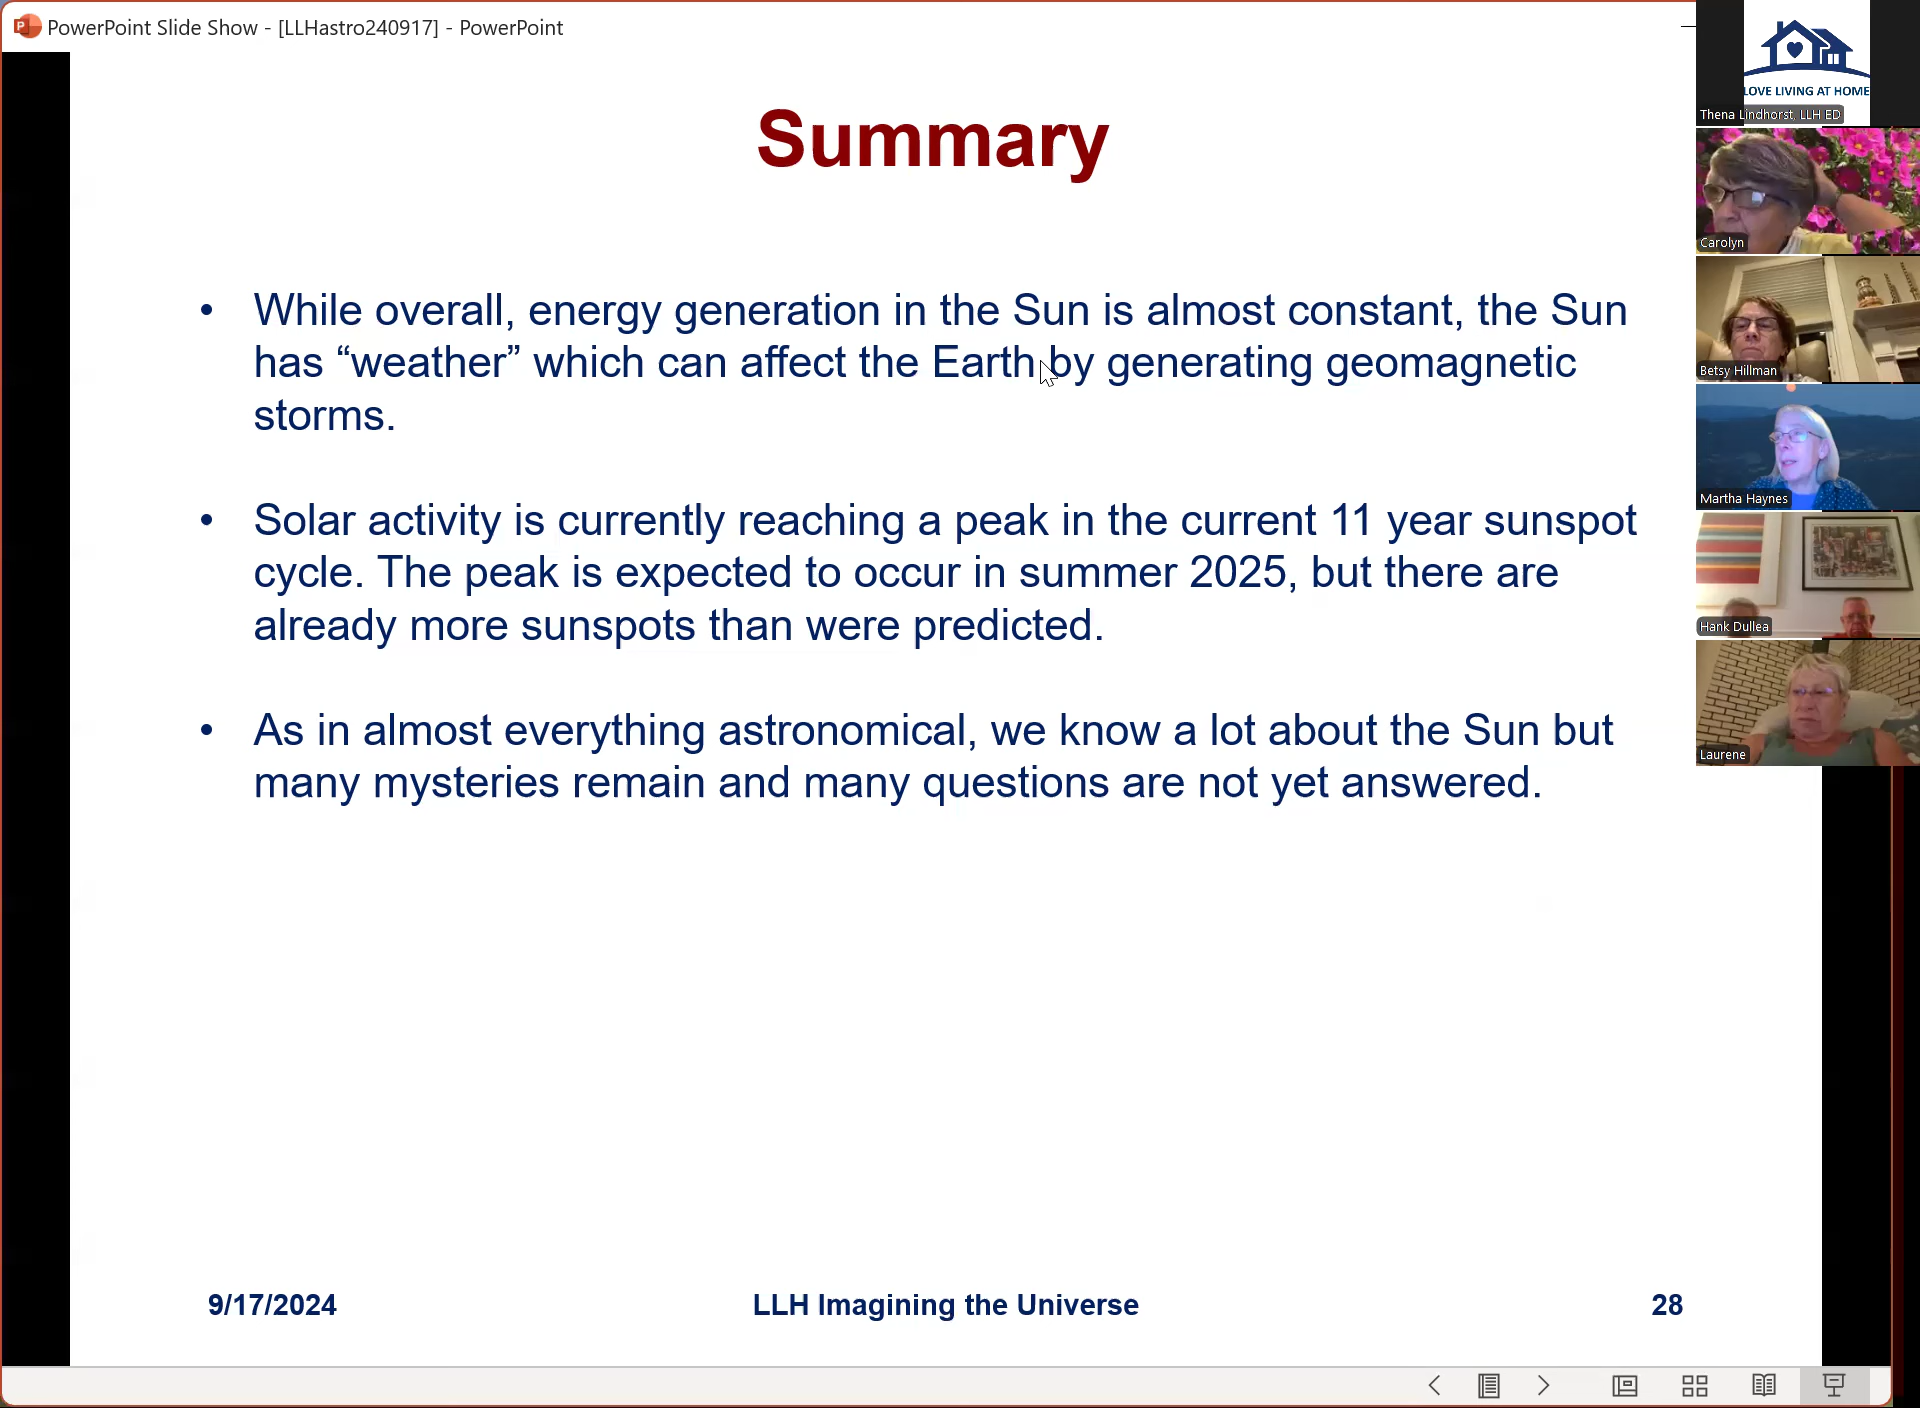 PowerPoint Slide Show - [LLHastro240917] - PowerPoint
LOVE LIVING AT HOME
Thena Lindhorst, LLH ED
Carolyn
Betsy Hillman
Martha Haynes
Hank Dullea
Laurene
Summary
• While overall, energy generation in the Sun is almost constant, the Sun
has “weather” which can affect the Earth by generating geomagnetic
storms.
• Solar activity is currently reaching a peak in the current 11 year sunspot
cycle. The peak is expected to occur in summer 2025, but there are
already more sunspots than were predicted.
• As in almost everything astronomical, we know a lot about the Sun but
many mysteries remain and many questions are not yet answered.
9/17/2024
LLH Imagining the Universe
28